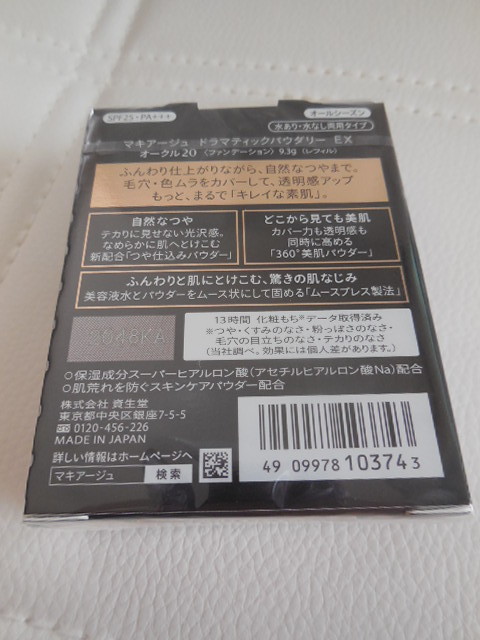 SPF25・PA+++
オールシーズン
水あり・水なし両用タイプ
マキアージュ ドラマティックパウダリー EX
オークル20 〈ファンデーション〉 9.3g (レフィル)
ふんわり仕上がりながら、自然なつやまで。
毛穴・色ムラをカバーして、透明感アップ
もっと、まるで「キレイな素肌」。
自然なつや
テカリに見せない光沢感。
なめらかに肌へとけこむ
新配合「つや仕込みパウダー」
どこから見ても美肌
カバー力も透明感も
同時に高める
「360°美肌パウダー」
ふんわりと肌にとけこむ、驚きの肌なじみ
美容液水とパウダーをムース状にして固める「ムースプレス製法」
13時間 化粧もち※データ取得済み
※つや・くすみのなさ・粉っぽさのなさ・
毛穴の目立ちのなさ・テカリのなさ
(当社調べ。効果には個人差があります。)
○保湿成分スーパーヒアルロン酸(アセチルヒアルロン酸Na)配合
○肌荒れを防ぐスキンケアパウダー配合
株式会社 資生堂
東京都中央区銀座7-5-5
0120-456-226
MADE IN JAPAN
詳しい情報はホームページへ
マキアージュ 検索
4 909978 103743